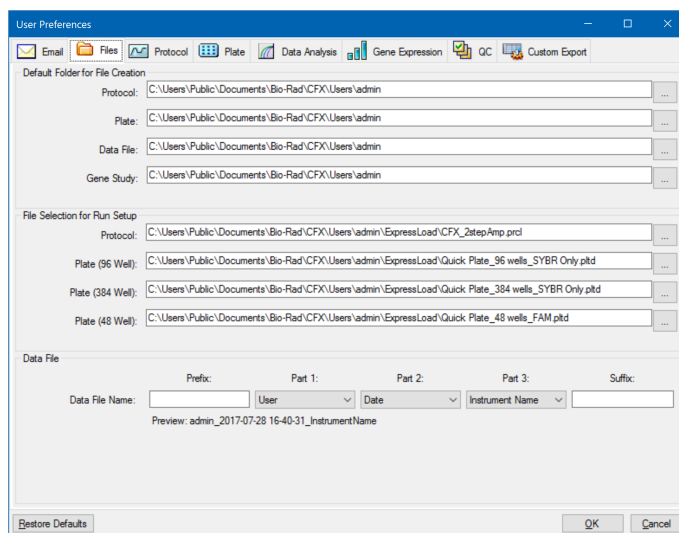 User Preferences
Email Files Protocol Plate Data Analysis Gene Expression QC Custom Export
Default Folder for File Creation
Protocol: C:\Users\Public\Documents\Bio-Rad\CFX\Users\admin ...
Plate: C:\Users\Public\Documents\Bio-Rad\CFX\Users\admin ...
Data File: C:\Users\Public\Documents\Bio-Rad\CFX\Users\admin ...
Gene Study: C:\Users\Public\Documents\Bio-Rad\CFX\Users\admin ...
File Selection for Run Setup
Protocol: C:\Users\Public\Documents\Bio-Rad\CFX\Users\admin\ExpressLoad\CFX_2stepAmp.prcl ...
Plate (96 Well): C:\Users\Public\Documents\Bio-Rad\CFX\Users\admin\ExpressLoad\Quick Plate_96 wells_SYBR Only.pltd ...
Plate (384 Well): C:\Users\Public\Documents\Bio-Rad\CFX\Users\admin\ExpressLoad\Quick Plate_384 wells_SYBR Only.pltd ...
Plate (48 Well): C:\Users\Public\Documents\Bio-Rad\CFX\Users\admin\ExpressLoad\Quick Plate_48 wells_FAM.pltd ...
Data File
Prefix: Part 1: Part 2: Part 3: Suffix:
Data File Name: User Date Instrument Name
Preview: admin_2017-07-28 16-40-31_InstrumentName
Restore Defaults OK Cancel